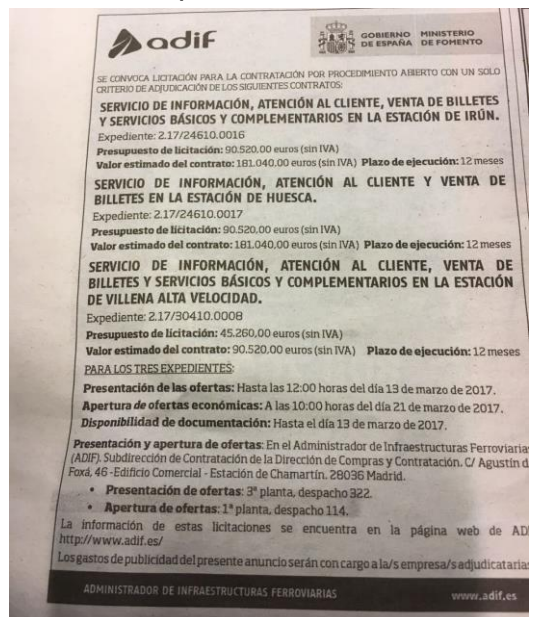 adif
GOBIERNO MINISTERIO
DE ESPAÑA DE FOMENTO
SE CONVOCA LICITACIÓN PARA LA CONTRATACIÓN POR PROCEDIMIENTO ABIERTO CON UN SOLO
CRITERIO DE ADJUDICACIÓN DE LOS SIGUIENTES CONTRATOS:
SERVICIO DE INFORMACIÓN, ATENCIÓN AL CLIENTE, VENTA DE BILLETES
Y SERVICIOS BÁSICOS Y COMPLEMENTARIOS EN LA ESTACIÓN DE IRÚN.
Expediente: 2.17/24610.0016
Presupuesto de licitación: 90.520,00 euros (sin IVA)
Valor estimado del contrato: 181.040,00 euros (sin IVA) Plazo de ejecución: 12 meses
SERVICIO DE INFORMACIÓN, ATENCIÓN AL CLIENTE Y VENTA DE
BILLETES EN LA ESTACIÓN DE HUESCA.
Expediente: 2.17/24610.0017
Presupuesto de licitación: 90.520,00 euros (sin IVA)
Valor estimado del contrato: 181.040,00 euros (sin IVA) Plazo de ejecución: 12 meses
SERVICIO DE INFORMACIÓN, ATENCIÓN AL CLIENTE, VENTA DE
BILLETES Y SERVICIOS BÁSICOS Y COMPLEMENTARIOS EN LA ESTACIÓN
DE VILLENA ALTA VELOCIDAD.
Expediente: 2.17/30410.0008
Presupuesto de licitación: 45.260,00 euros (sin IVA)
Valor estimado del contrato: 90.520,00 euros (sin IVA) Plazo de ejecución: 12 meses
PARA LOS TRES EXPEDIENTES:
Presentación de las ofertas: Hasta las 12:00 horas del día 13 de marzo de 2017.
Apertura de ofertas económicas: A las 10:00 horas del día 21 de marzo de 2017.
Disponibilidad de documentación: Hasta el día 13 de marzo de 2017.
Presentación y apertura de ofertas: En el Administrador de Infraestructuras Ferroviarias
(ADIF). Subdirección de Contratación de la Dirección de Compras y Contratación. C/ Agustín d
Foxá, 46 -Edificio Comercial - Estación de Chamartín. 28036 Madrid.
• Presentación de ofertas: 3ª planta, despacho 322.
• Apertura de ofertas: 1ª planta, despacho 114.
La información de estas licitaciones se encuentra en la página web de AD
http://www.adif.es/
Los gastos de publicidad del presente anuncio serán con cargo a la/s empresa/s adjudicatarias
ADMINISTRADOR DE INFRAESTRUCTURAS FERROVIARIAS www.adif.es